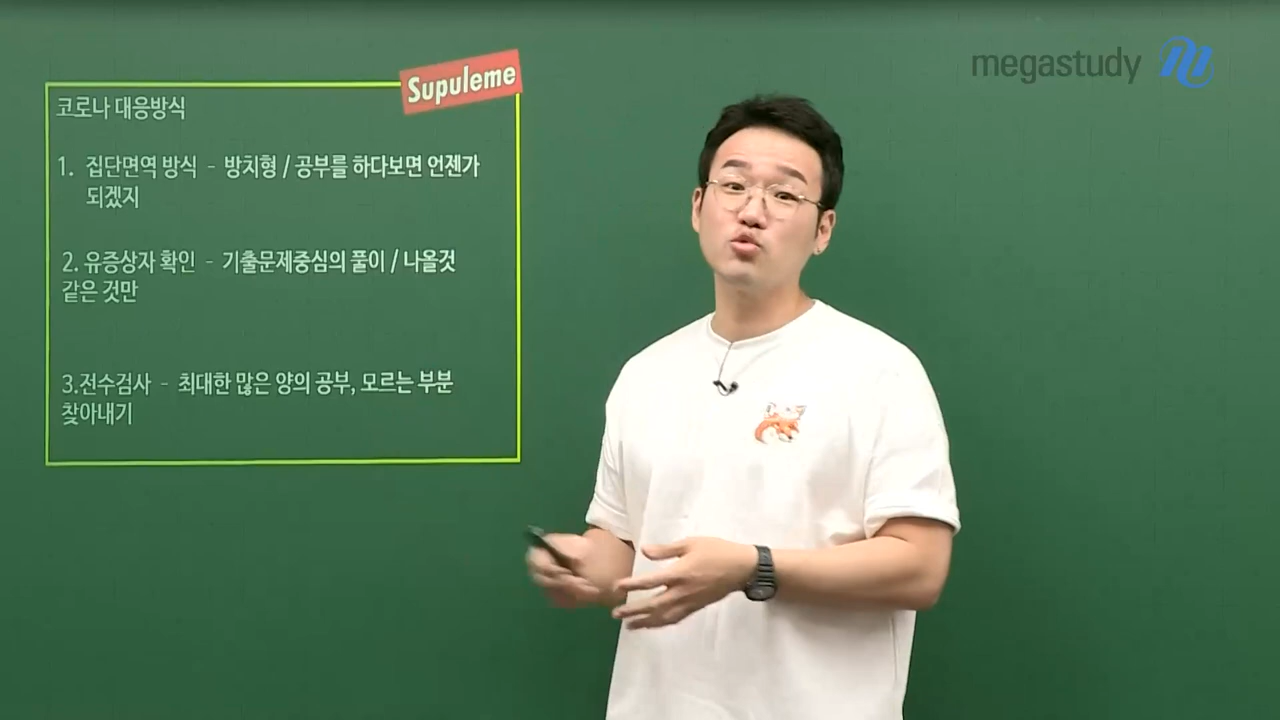 megastudy
Supuleme
코로나 대응방식
1. 집단면역 방식 - 방치형 / 공부를 하다보면 언젠가
되겠지
2. 유증상자 확인 - 기출문제중심의 풀이 / 나올것
같은 것만
3.전수검사 - 최대한 많은 양의 공부, 모르는 부분
찾아내기